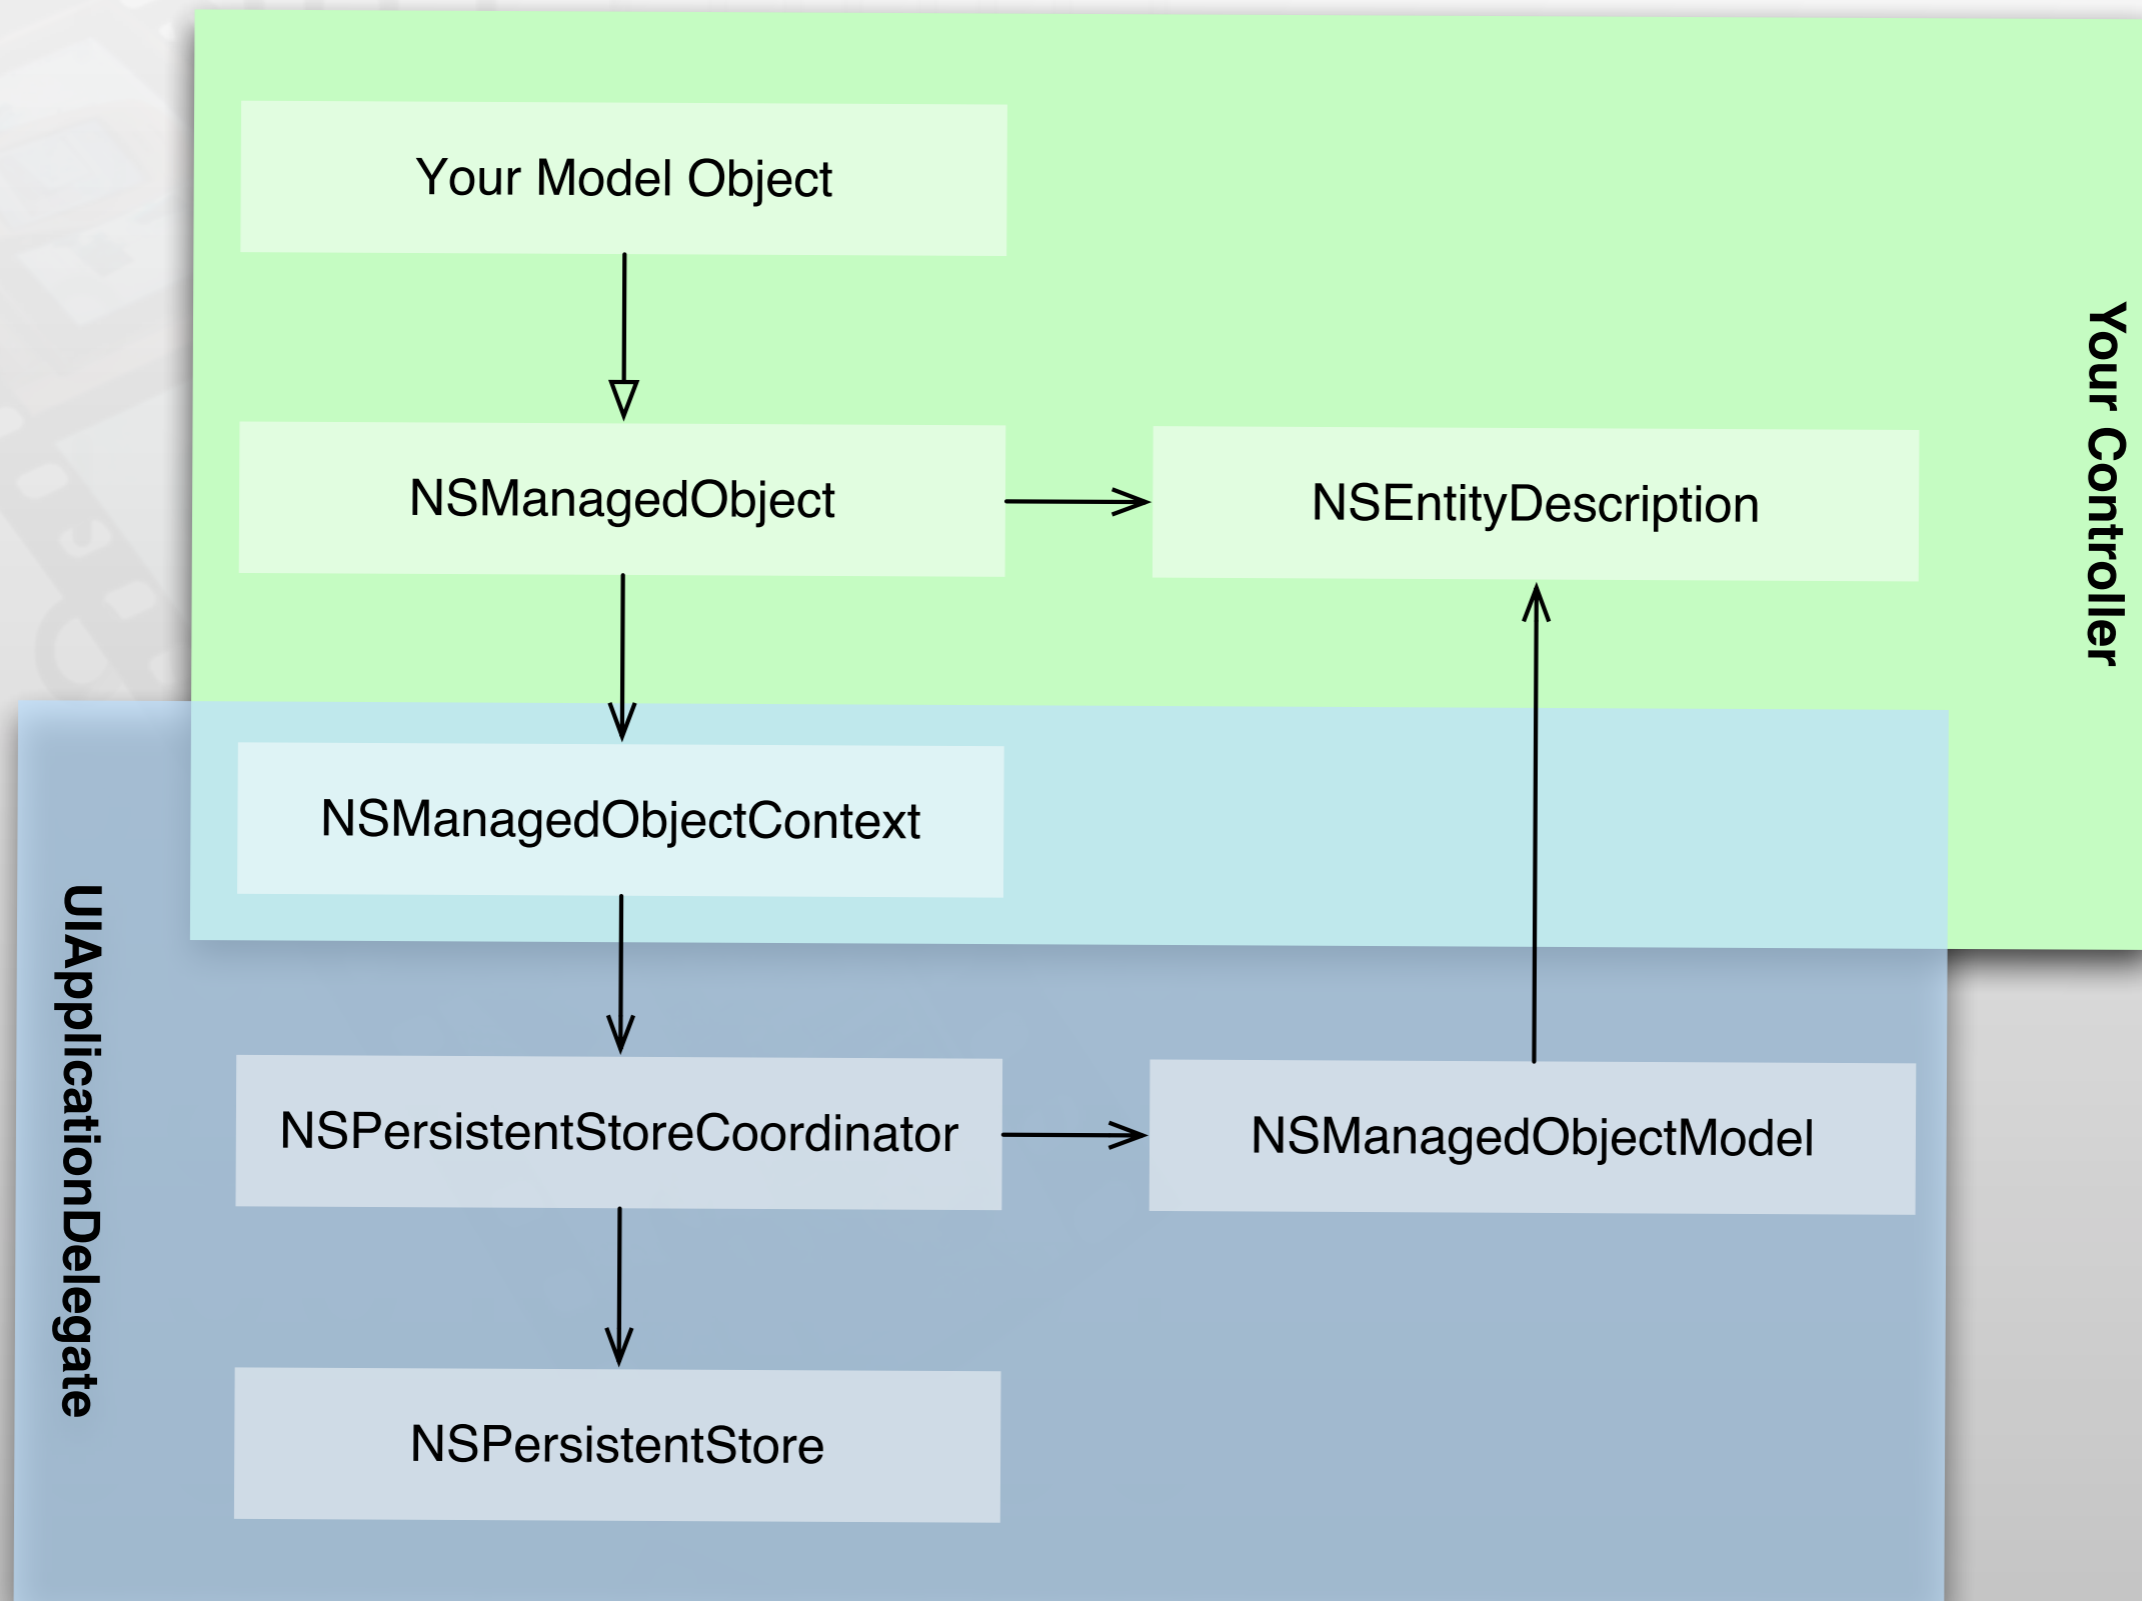 Your Model Object
Your Controller
NSManagedObject
NSEntityDescription
NSManagedObjectContext
UIApplicationDelegate
NSPersistentStoreCoordinator
NSManagedObjectModel
NSPersistentStore